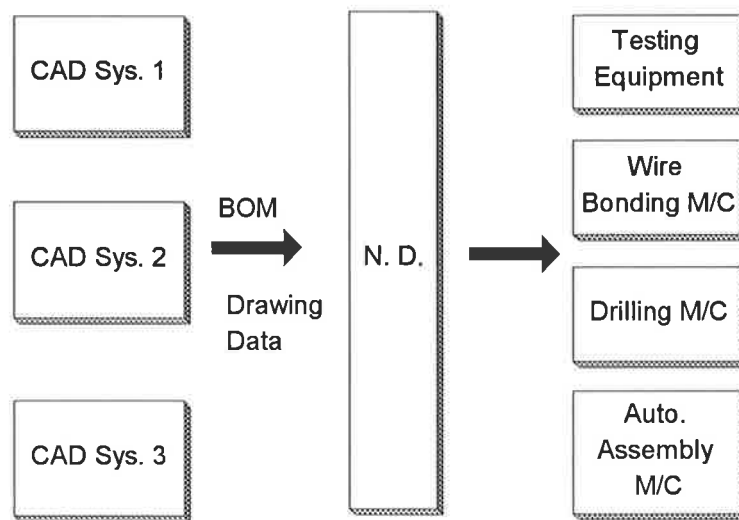 CAD Sys. 1
CAD Sys. 2
CAD Sys. 3
BOM
Drawing
Data
N. D.
Testing
Equipment
Wire
Bonding M/C
Drilling M/C
Auto.
Assembly
M/C